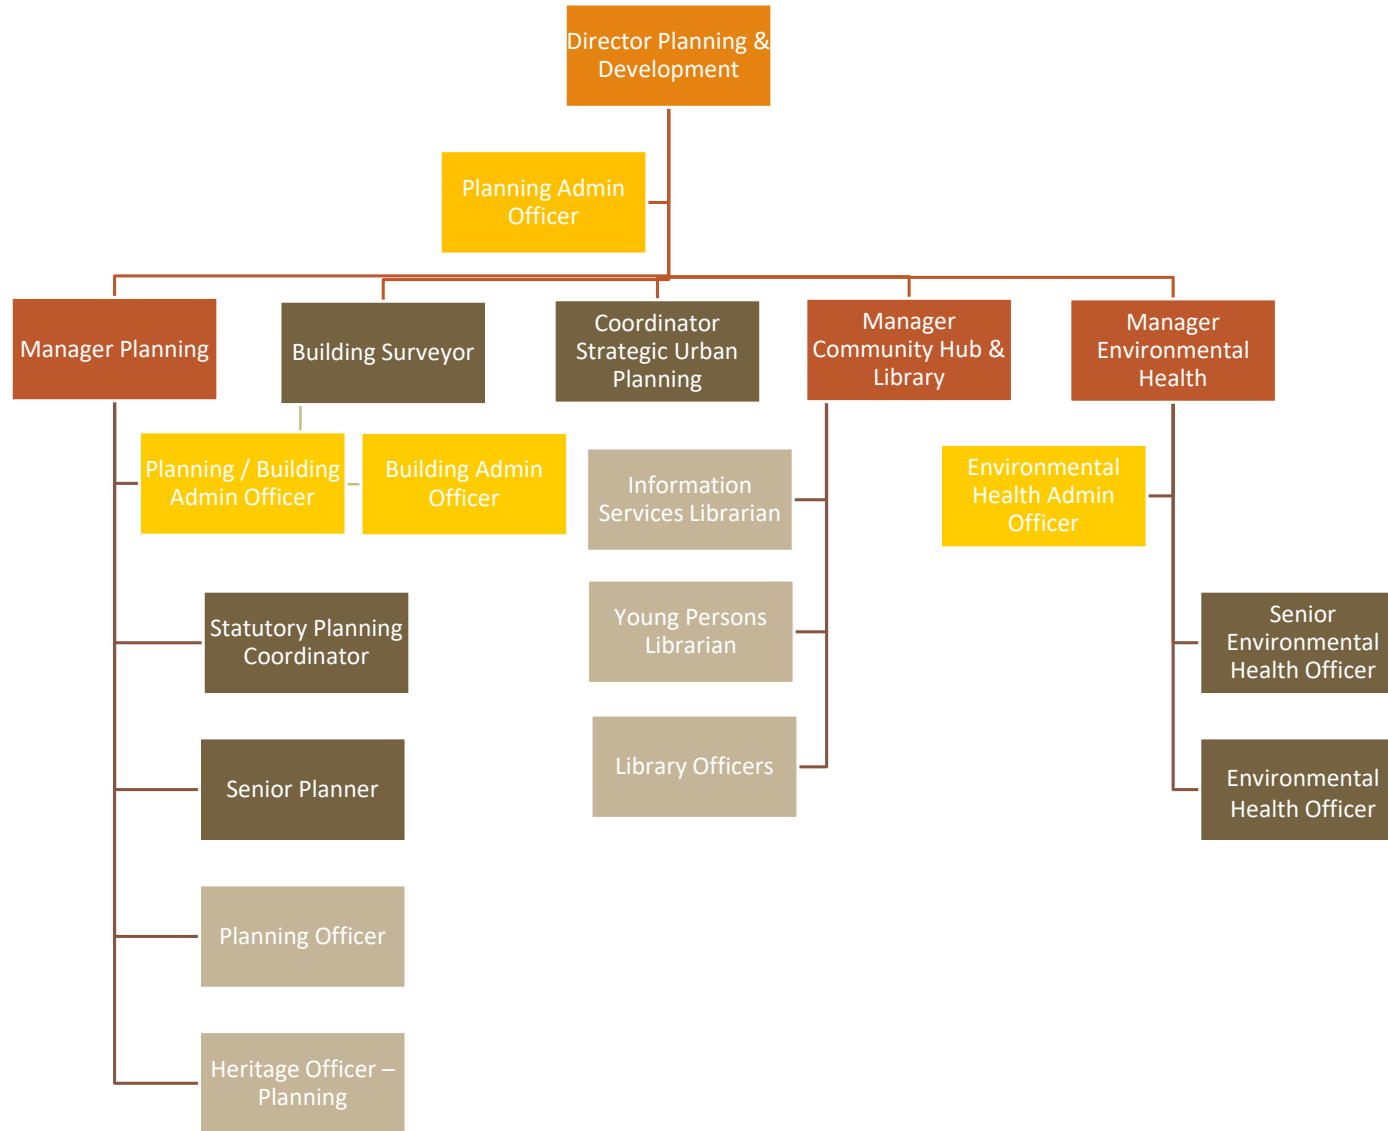 Director Planning &
Development
Planning Admin
Officer
Manager Planning
Building Surveyor
Coordinator
Strategic Urban
Planning
Manager
Community Hub &
Library
Manager
Environmental
Health
Planning / Building
Admin Officer
Building Admin
Officer
Information
Services Librarian
Environmental
Health Admin
Officer
Statutory Planning
Coordinator
Young Persons
Librarian
Senior
Environmental
Health Officer
Senior Planner
Library Officers
Environmental
Health Officer
Planning Officer
Heritage Officer –
Planning